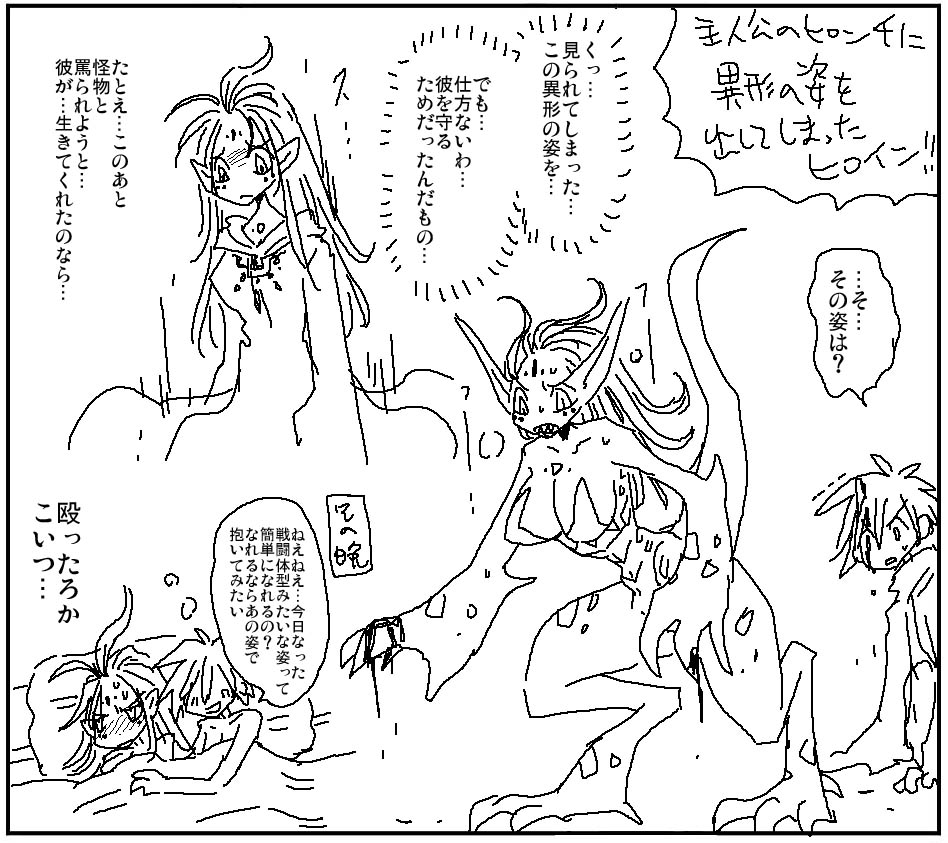 主人公のピンチに
異形の姿を
出してしまった
ヒロイン!!
…そ…
その姿は？
くっ…
見られてしまった…
この異形の姿を…
でも…
仕方ないわ…
彼を守る
ためだったんだもの…
たとえ…このあと
怪物と
罵られようと…
彼が…生きてくれたのなら…
その晩
ねえねえ…今日なった
戦闘体型みたいな姿って
簡単になれるの？
なれるならあの姿で
抱いてみたい
殴ったろか
こいつ…